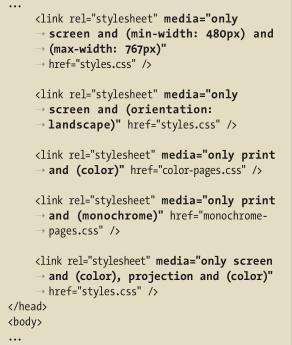 ...
<link rel="stylesheet" media="only
→ screen and (min-width: 480px) and
→ (max-width: 767px)"
→ href="styles.css" />
<link rel="stylesheet" media="only
→ screen and (orientation:
→ landscape)" href="styles.css" />
<link rel="stylesheet" media="only print
→ and (color)" href="color-pages.css" />
<link rel="stylesheet" media="only print
→ and (monochrome)" href="monochrome-
→ pages.css" />
<link rel="stylesheet" media="only screen
→ and (color), projection and (color)"
→ href="styles.css" />
</head>
<body>
...